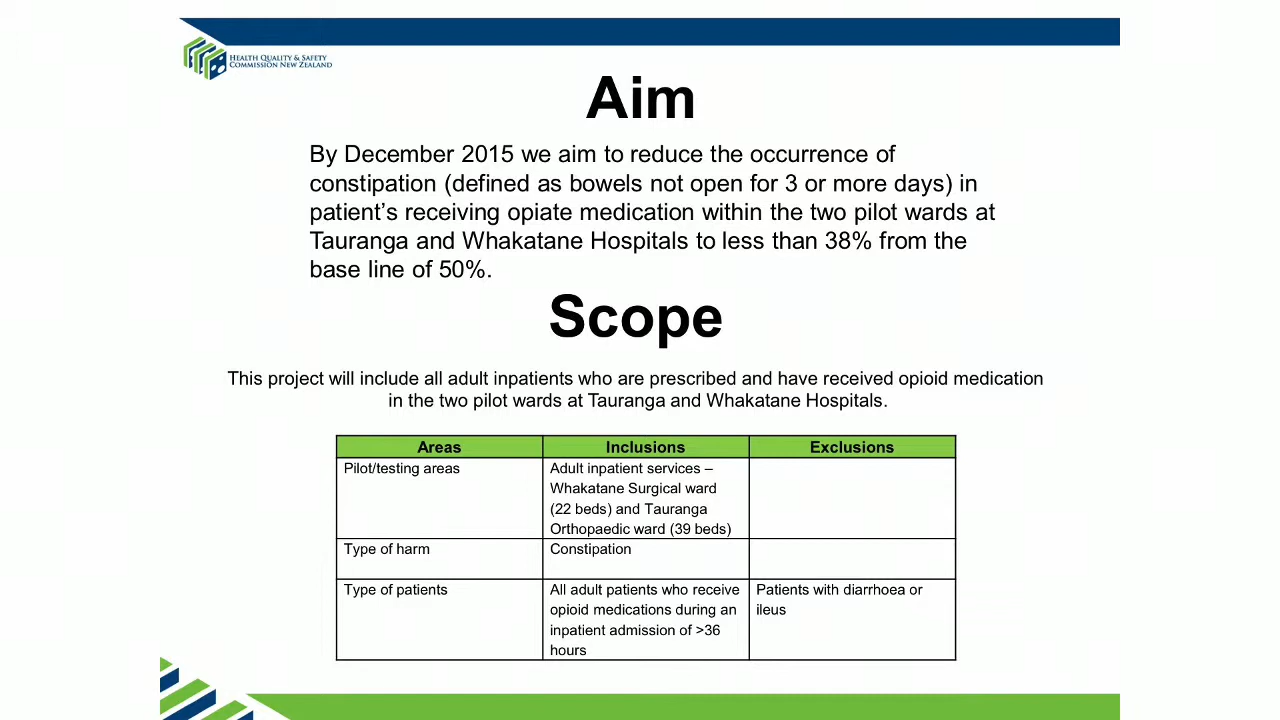 HEALTH QUALITY & SAFETY
COMMISSION NEW ZEALAND
Aim
By December 2015 we aim to reduce the occurrence of
constipation (defined as bowels not open for 3 or more days) in
patient’s receiving opiate medication within the two pilot wards at
Tauranga and Whakatane Hospitals to less than 38% from the
base line of 50%.
Scope
This project will include all adult inpatients who are prescribed and have received opioid medication
in the two pilot wards at Tauranga and Whakatane Hospitals.
Areas Inclusions Exclusions
Pilot/testing areas
Adult inpatient services –
Whakatane Surgical ward
(22 beds) and Tauranga
Orthopaedic ward (39 beds)
Type of harm
Constipation
Type of patients
All adult patients who receive
opioid medications during an
inpatient admission of >36
hours
Patients with diarrhoea or
ileus